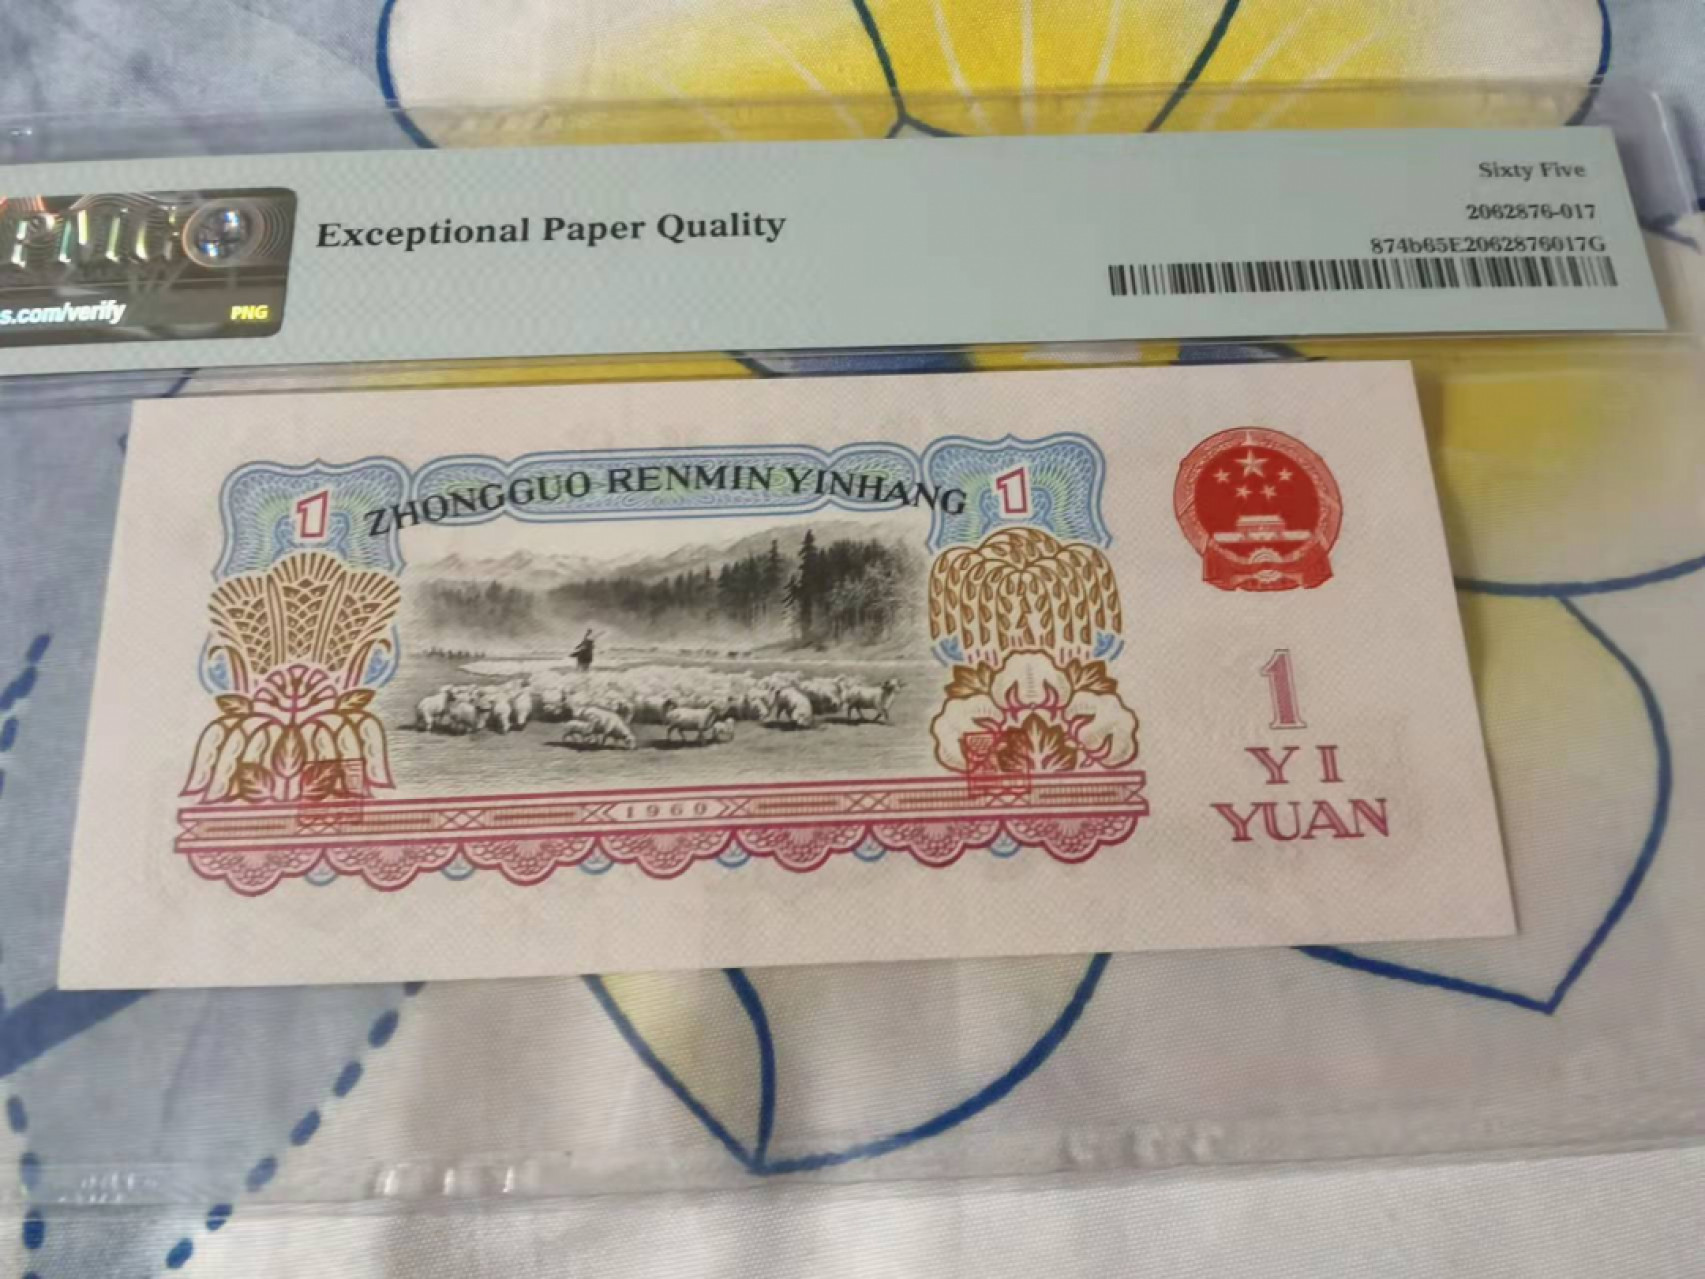 Sixty Five
2062876-017
874b65E2062876017G
Exceptional Paper Quality
PMG
s.com/verify
PNG
1 ZHONGGUO RENMIN YINHANG 1
1960
1
YI
YUAN